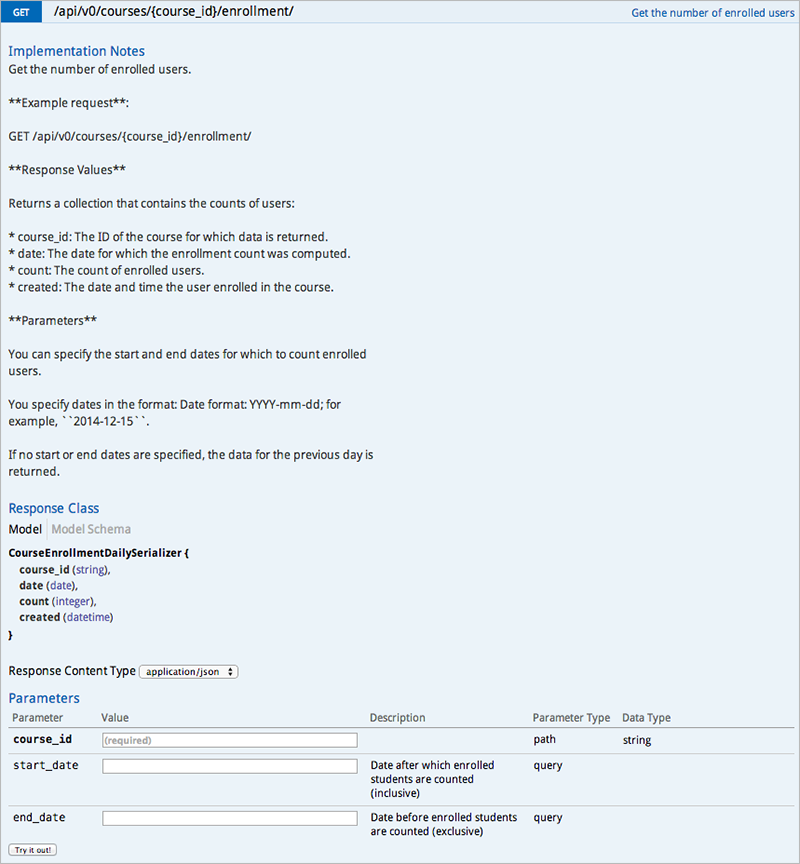 GET /api/v0/courses/{course_id}/enrollment/ Get the number of enrolled users
Implementation Notes
Get the number of enrolled users.
**Example request**:
GET /api/v0/courses/{course_id}/enrollment/
**Response Values**
Returns a collection that contains the counts of users:
* course_id: The ID of the course for which data is returned.
* date: The date for which the enrollment count was computed.
* count: The count of enrolled users.
* created: The date and time the user enrolled in the course.
**Parameters**
You can specify the start and end dates for which to count enrolled
users.
You specify dates in the format: Date format: YYYY-mm-dd; for
example, ``2014-12-15``.
If no start or end dates are specified, the data for the previous day is
returned.
Response Class
Model Model Schema
CourseEnrollmentDailySerializer {
course_id (string),
date (date),
count (integer),
created (datetime)
}
Response Content Type application/json
Parameters
Parameter Value Description Parameter Type Data Type
course_id (required) path string
start_date Date after which enrolled query
students are counted
(inclusive)
end_date Date before enrolled students query
are counted (exclusive)
Try it out!